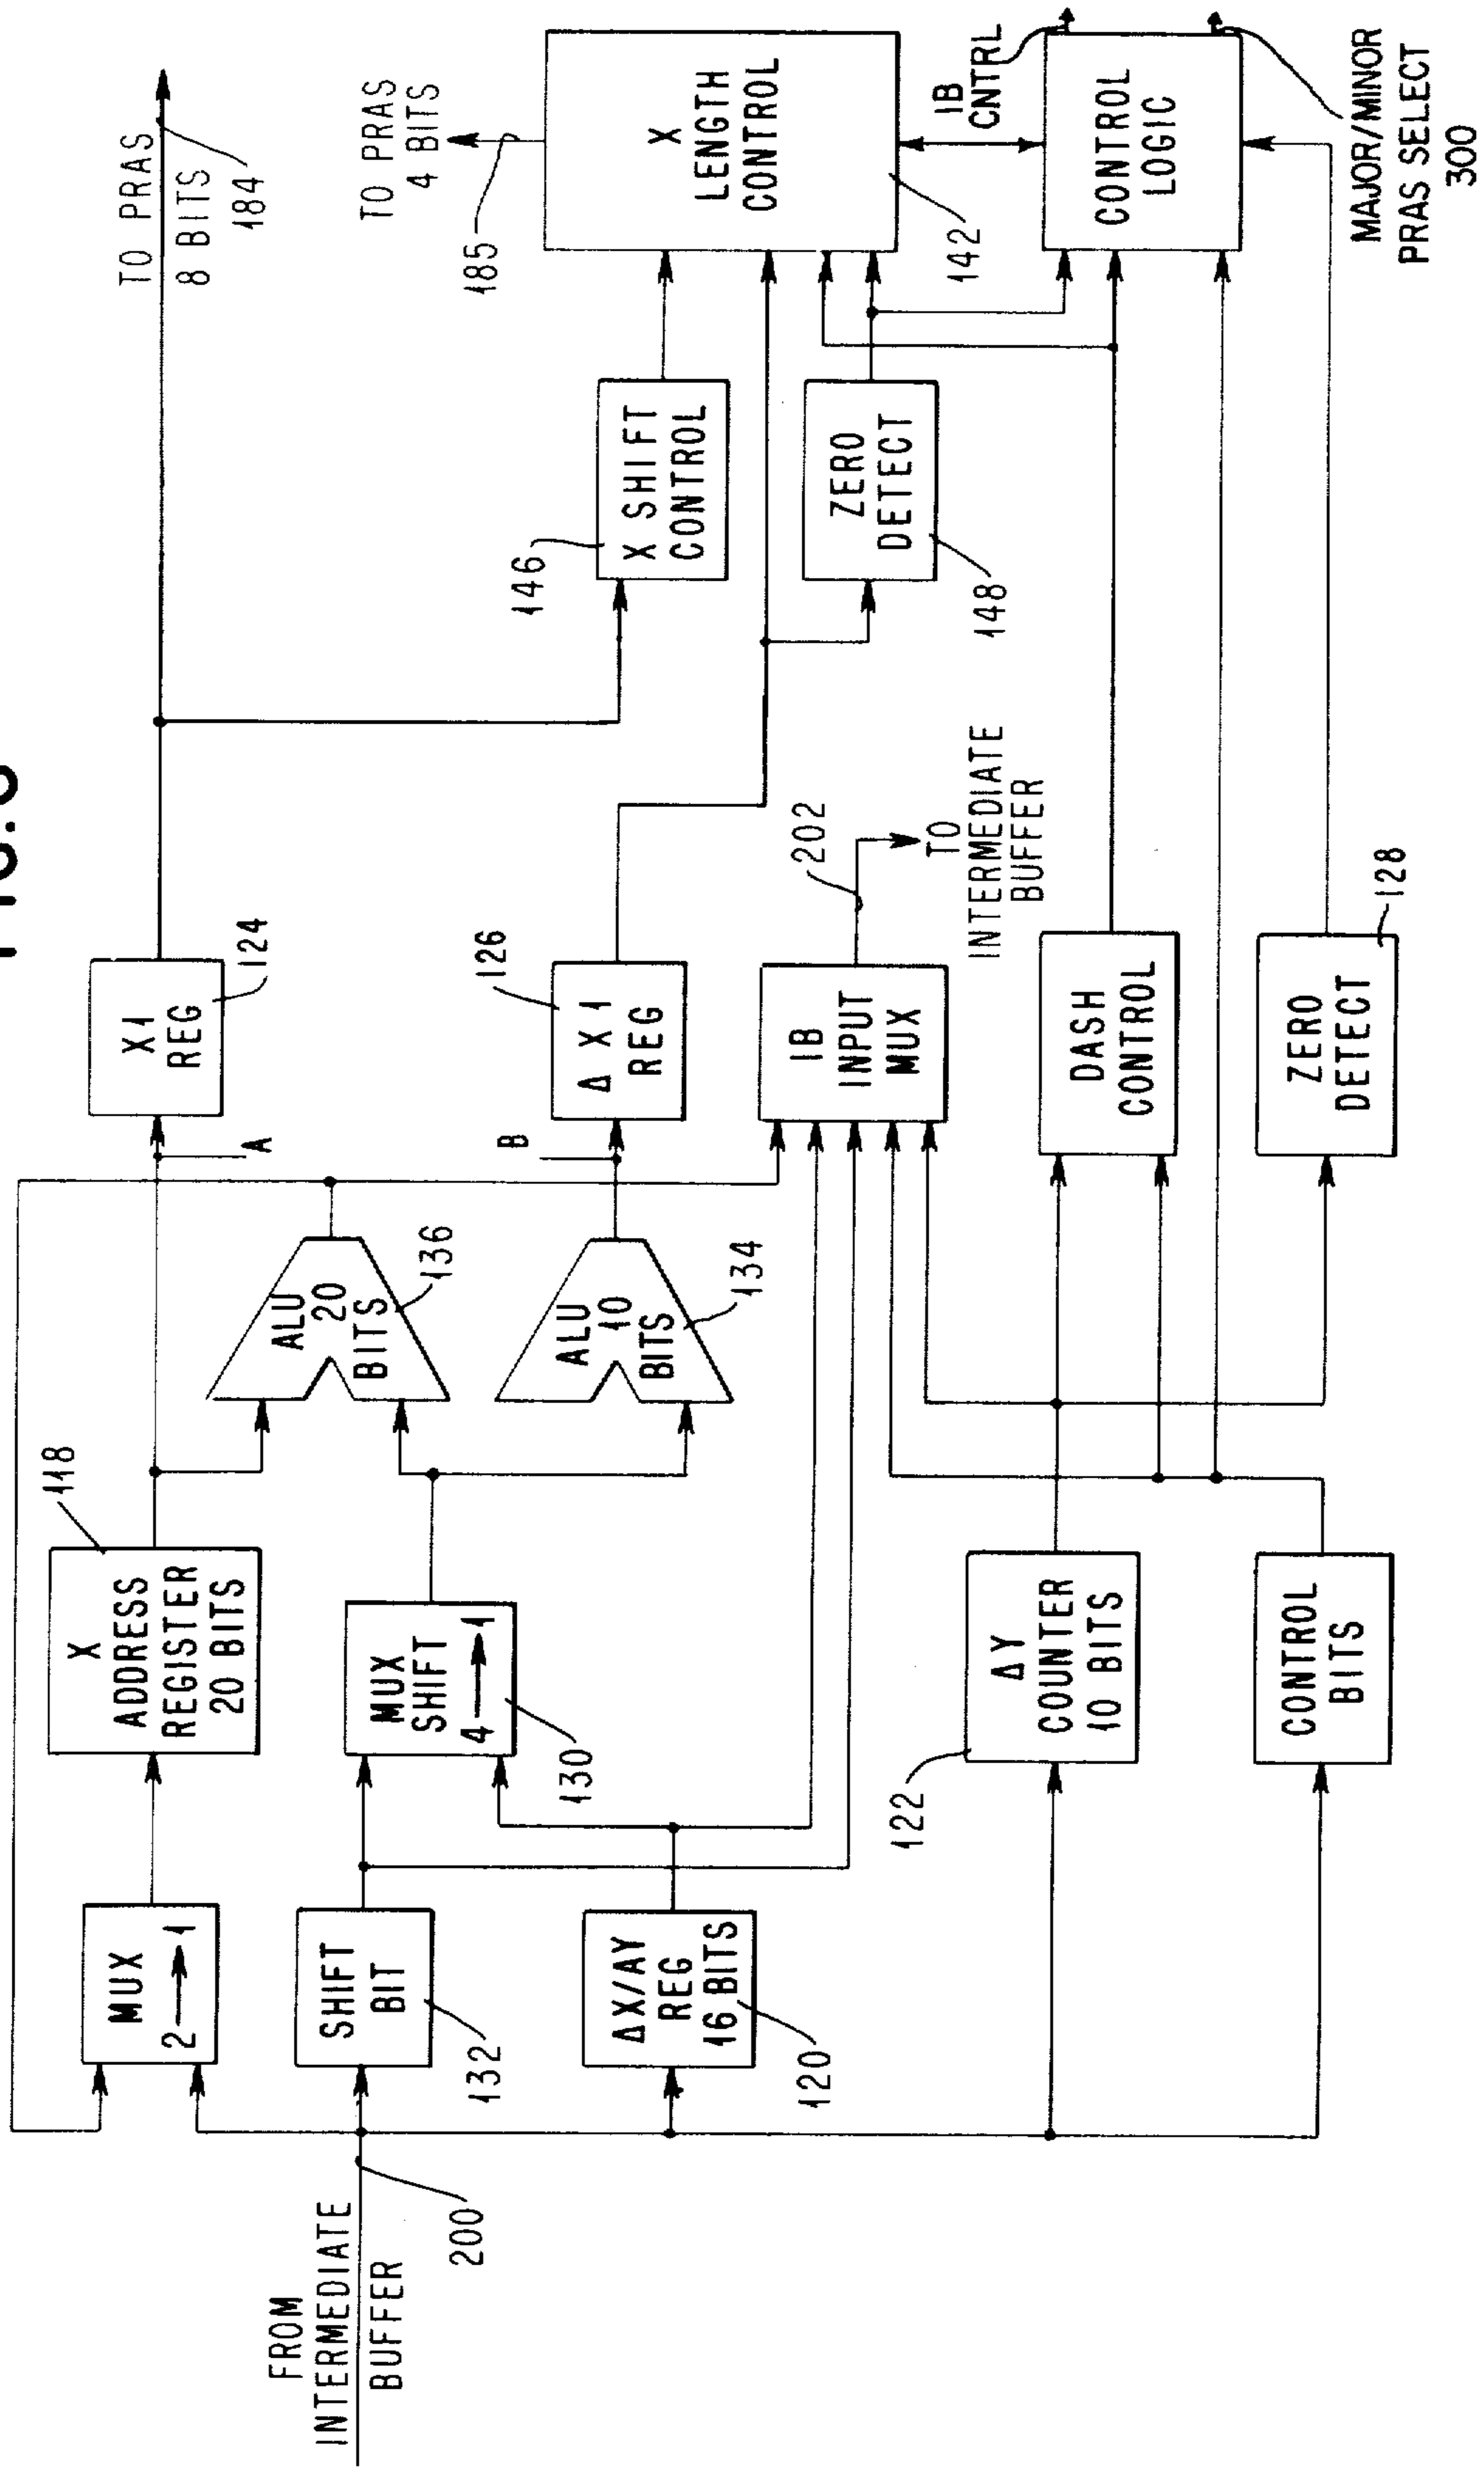 FROM
INTERMEDIATE
BUFFER
200
MUX
2→1
SHIFT
BIT
132
ΔX/AY
REG
16 BITS
120
X
ADDRESS
REGISTER
20 BITS
118
MUX
SHIFT
4→1
130
ΔY
COUNTER
10 BITS
122
CONTROL
BITS
ALU
20
BITS
136
ALU
10
BITS
134
A
B
X1
REG
124
Δ X1
REG
126
IB
INPUT
MUX
202
TO
INTERMEDIATE
BUFFER
DASH
CONTROL
ZERO
DETECT
128
X SHIFT
CONTROL
146
ZERO
DETECT
148
TO PRAS
8 BITS
184
TO PRAS
4 BITS
185
X
LENGTH
CONTROL
142
IB
CNTRL
CONTROL
LOGIC
MAJOR/MINOR
PRAS SELECT
300